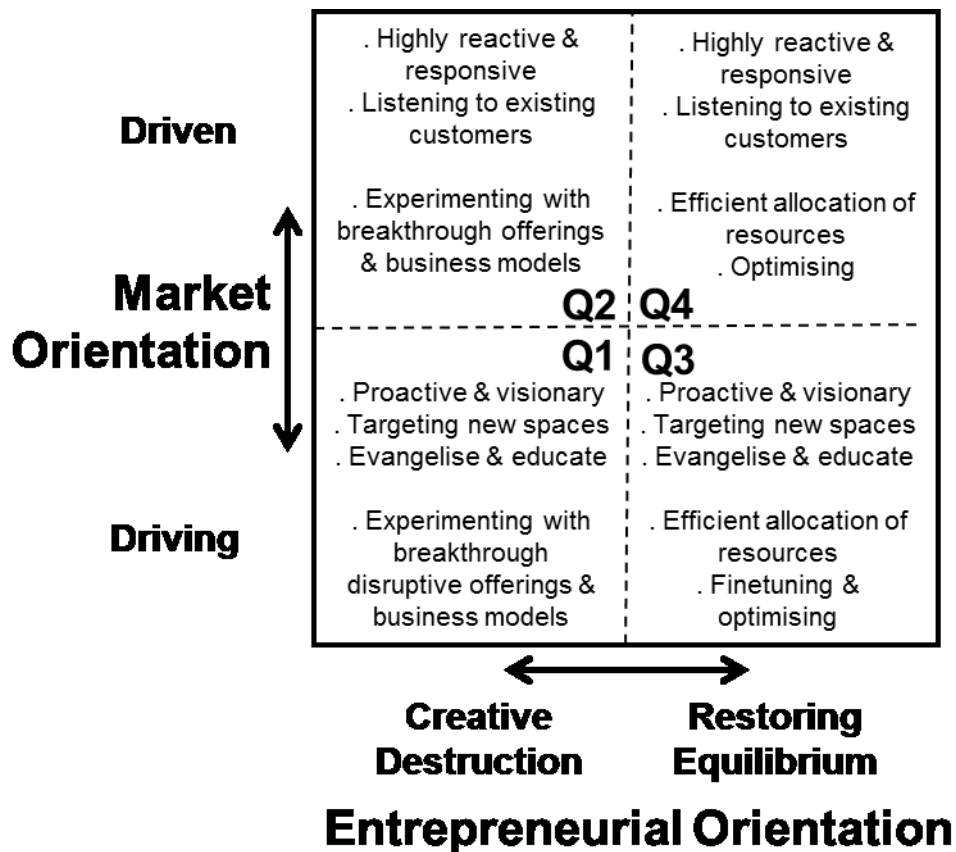 . Highly reactive &
responsive
. Listening to existing
customers
. Experimenting with
breakthrough offerings
& business models
Q2
. Highly reactive &
responsive
. Listening to existing
customers
. Efficient allocation of
resources
. Optimising
Q4
Driven
Market
Orientation
Driving
Q1
. Proactive & visionary
. Targeting new spaces
. Evangelise & educate
. Experimenting with
breakthrough
disruptive offerings &
business models
Q3
. Proactive & visionary
. Targeting new spaces
. Evangelise & educate
. Efficient allocation of
resources
. Finetuning &
optimising
Creative
Destruction
Restoring
Equilibrium
Entrepreneurial Orientation